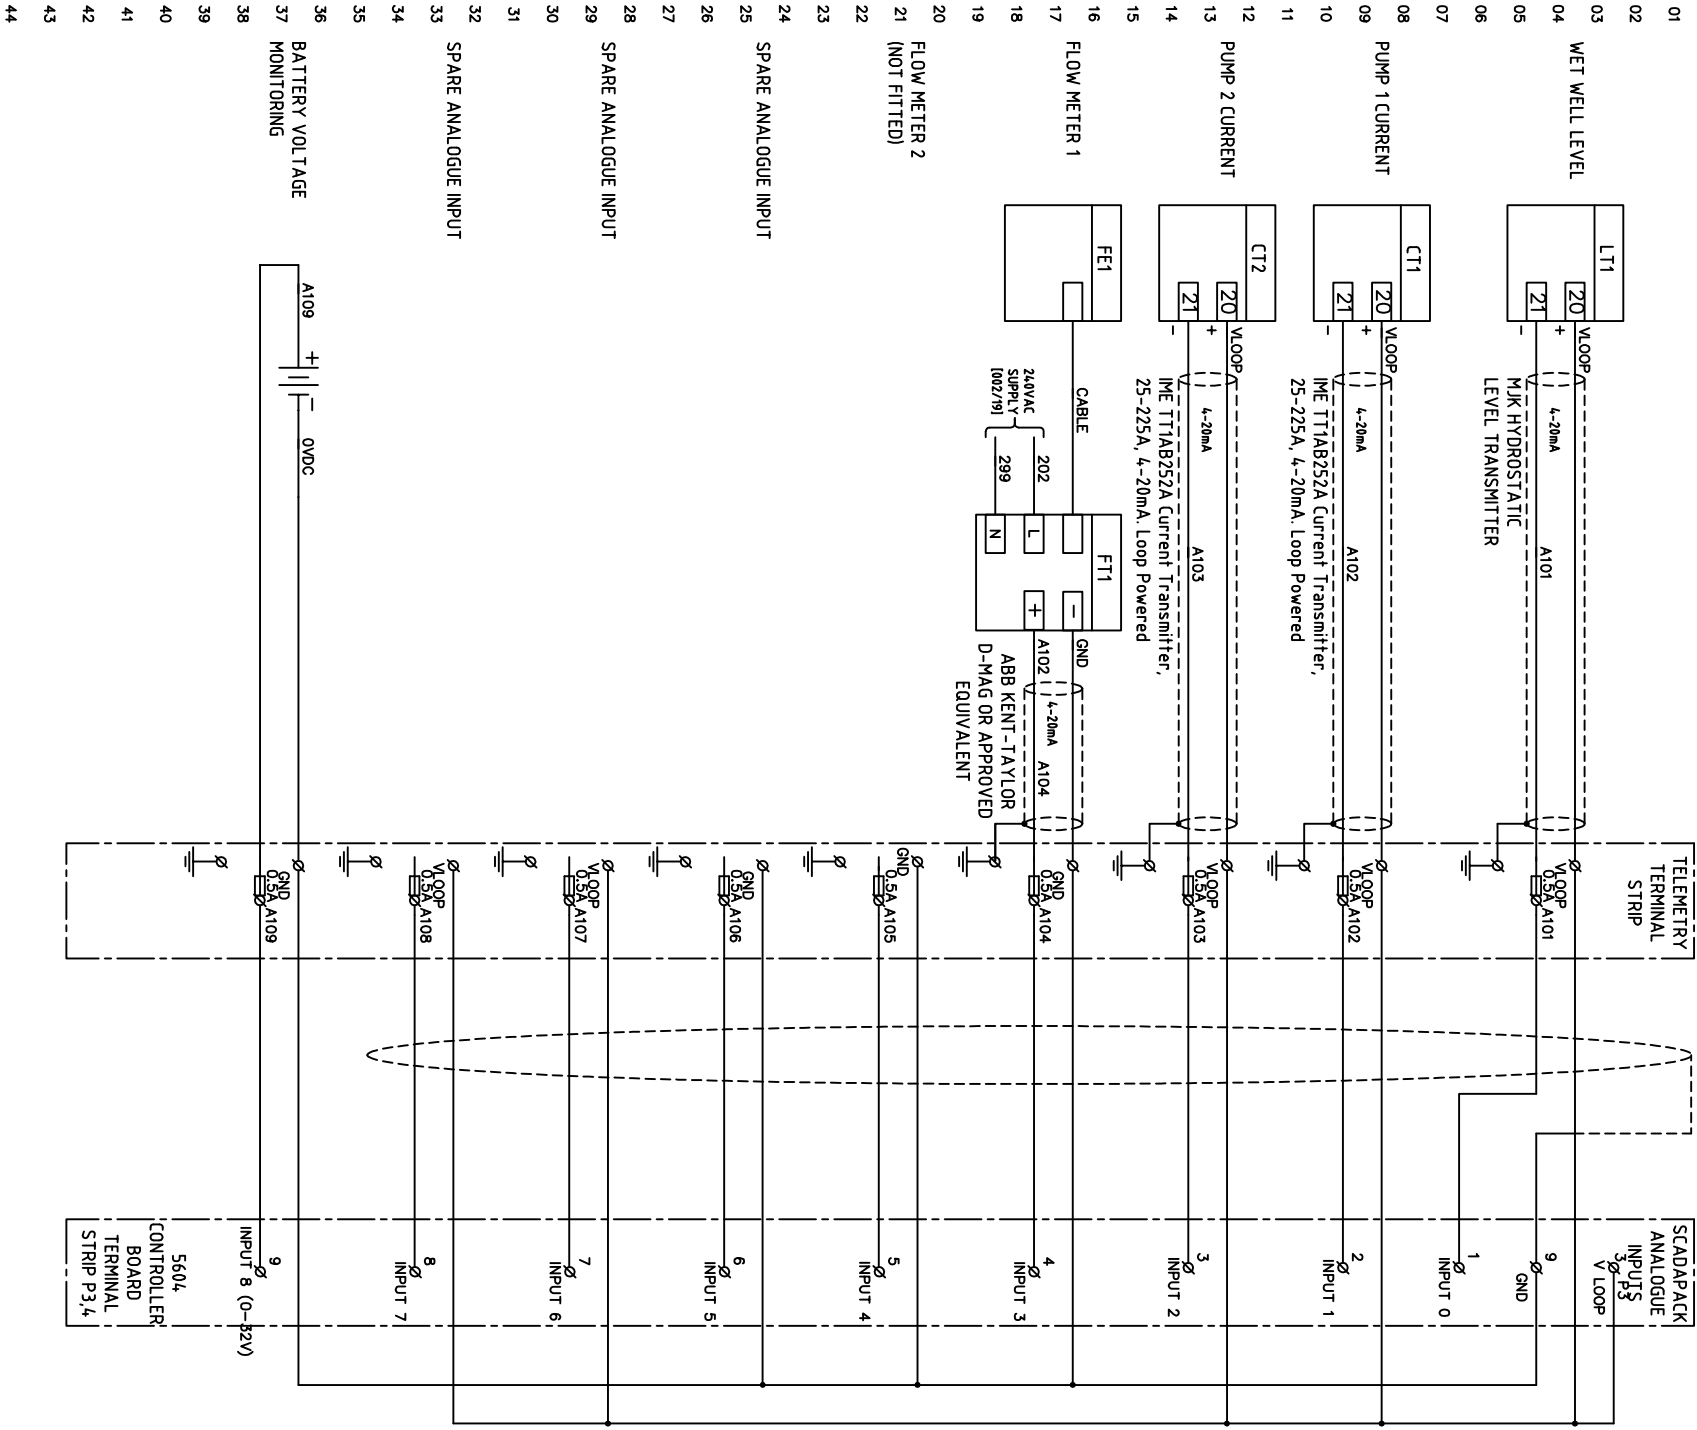 01
02
03
04
05
06
07
08
09
10
11
12
13
14
15
16
17
18
19
20
21
22
23
24
25
26
27
28
29
30
31
32
33
34
35
36
37
38
39
40
41
42
43
44
WET WELL LEVEL
PUMP 1 CURRENT
PUMP 2 CURRENT
FLOW METER 1
FLOW METER 2
(NOT FITTED)
SPARE ANALOGUE INPUT
SPARE ANALOGUE INPUT
SPARE ANALOGUE INPUT
BATTERY VOLTAGE
MONITORING
LT1
20
21
VLOOP
+
-
4-20mA
A101
MJK HYDROSTATIC
LEVEL TRANSMITTER
CT1
20
21
VLOOP
+
-
4-20mA
A102
IME TT1AB252A Current Transmitter,
25-225A, 4-20mA. Loop Powered
CT2
20
21
VLOOP
+
-
4-20mA
A103
IME TT1AB252A Current Transmitter,
25-225A, 4-20mA. Loop Powered
FE1
CABLE
240VAC
SUPPLY
[002/19]
202
299
FT1
L
N
-
+
GND
A102
4-20mA
A104
ABB KENT-TAYLOR
D-MAG OR APPROVED
EQUIVALENT
A109
+
-
0VDC
TELEMETRY
TERMINAL
STRIP
VLOOP
0.5A A101
VLOOP
0.5A A102
VLOOP
0.5A A103
GND
0.5A A104
GND
0.5A A105
GND
0.5A A106
VLOOP
0.5A A107
VLOOP
0.5A A108
GND
0.5A A109
SCADAPACK
ANALOGUE
INPUTS
P3
3
V LOOP
9
GND
1
INPUT 0
2
INPUT 1
3
INPUT 2
4
INPUT 3
5
INPUT 4
6
INPUT 5
7
INPUT 6
8
INPUT 7
9
INPUT 8 (0-32V)
5604
CONTROLLER
BOARD
TERMINAL
STRIP P3,4